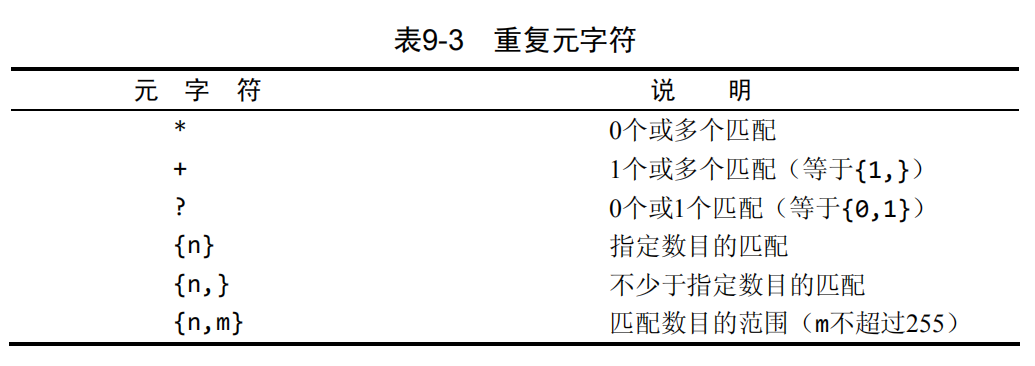 表9-3 重复元字符
元 字 符 说 明
* 0个或多个匹配
+ 1个或多个匹配（等于{1,}）
? 0个或1个匹配（等于{0,1}）
{n} 指定数目的匹配
{n,} 不少于指定数目的匹配
{n,m} 匹配数目的范围（m不超过255）